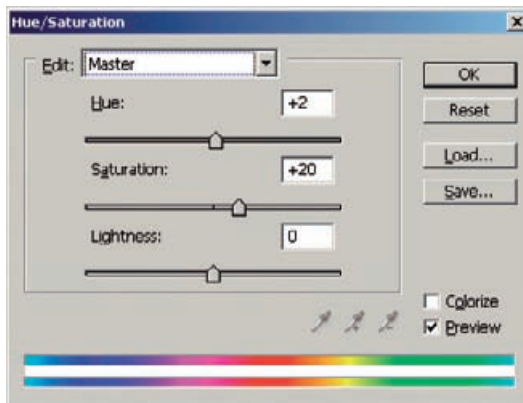 Hue/Saturation
Edit: Master
OK
Hue: +2
Reset
Load...
Saturation: +20
Save...
Lightness: 0
Colorize
Preview